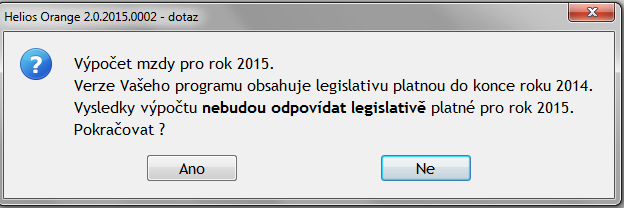 Helios Orange 2.0.2015.0002 - dotaz
Výpočet mzdy pro rok 2015.
Verze Vašeho programu obsahuje legislativu platnou do konce roku 2014.
Vysledky výpočtu nebudou odpovídat legislativě platné pro rok 2015.
Pokračovat ?
Ano
Ne